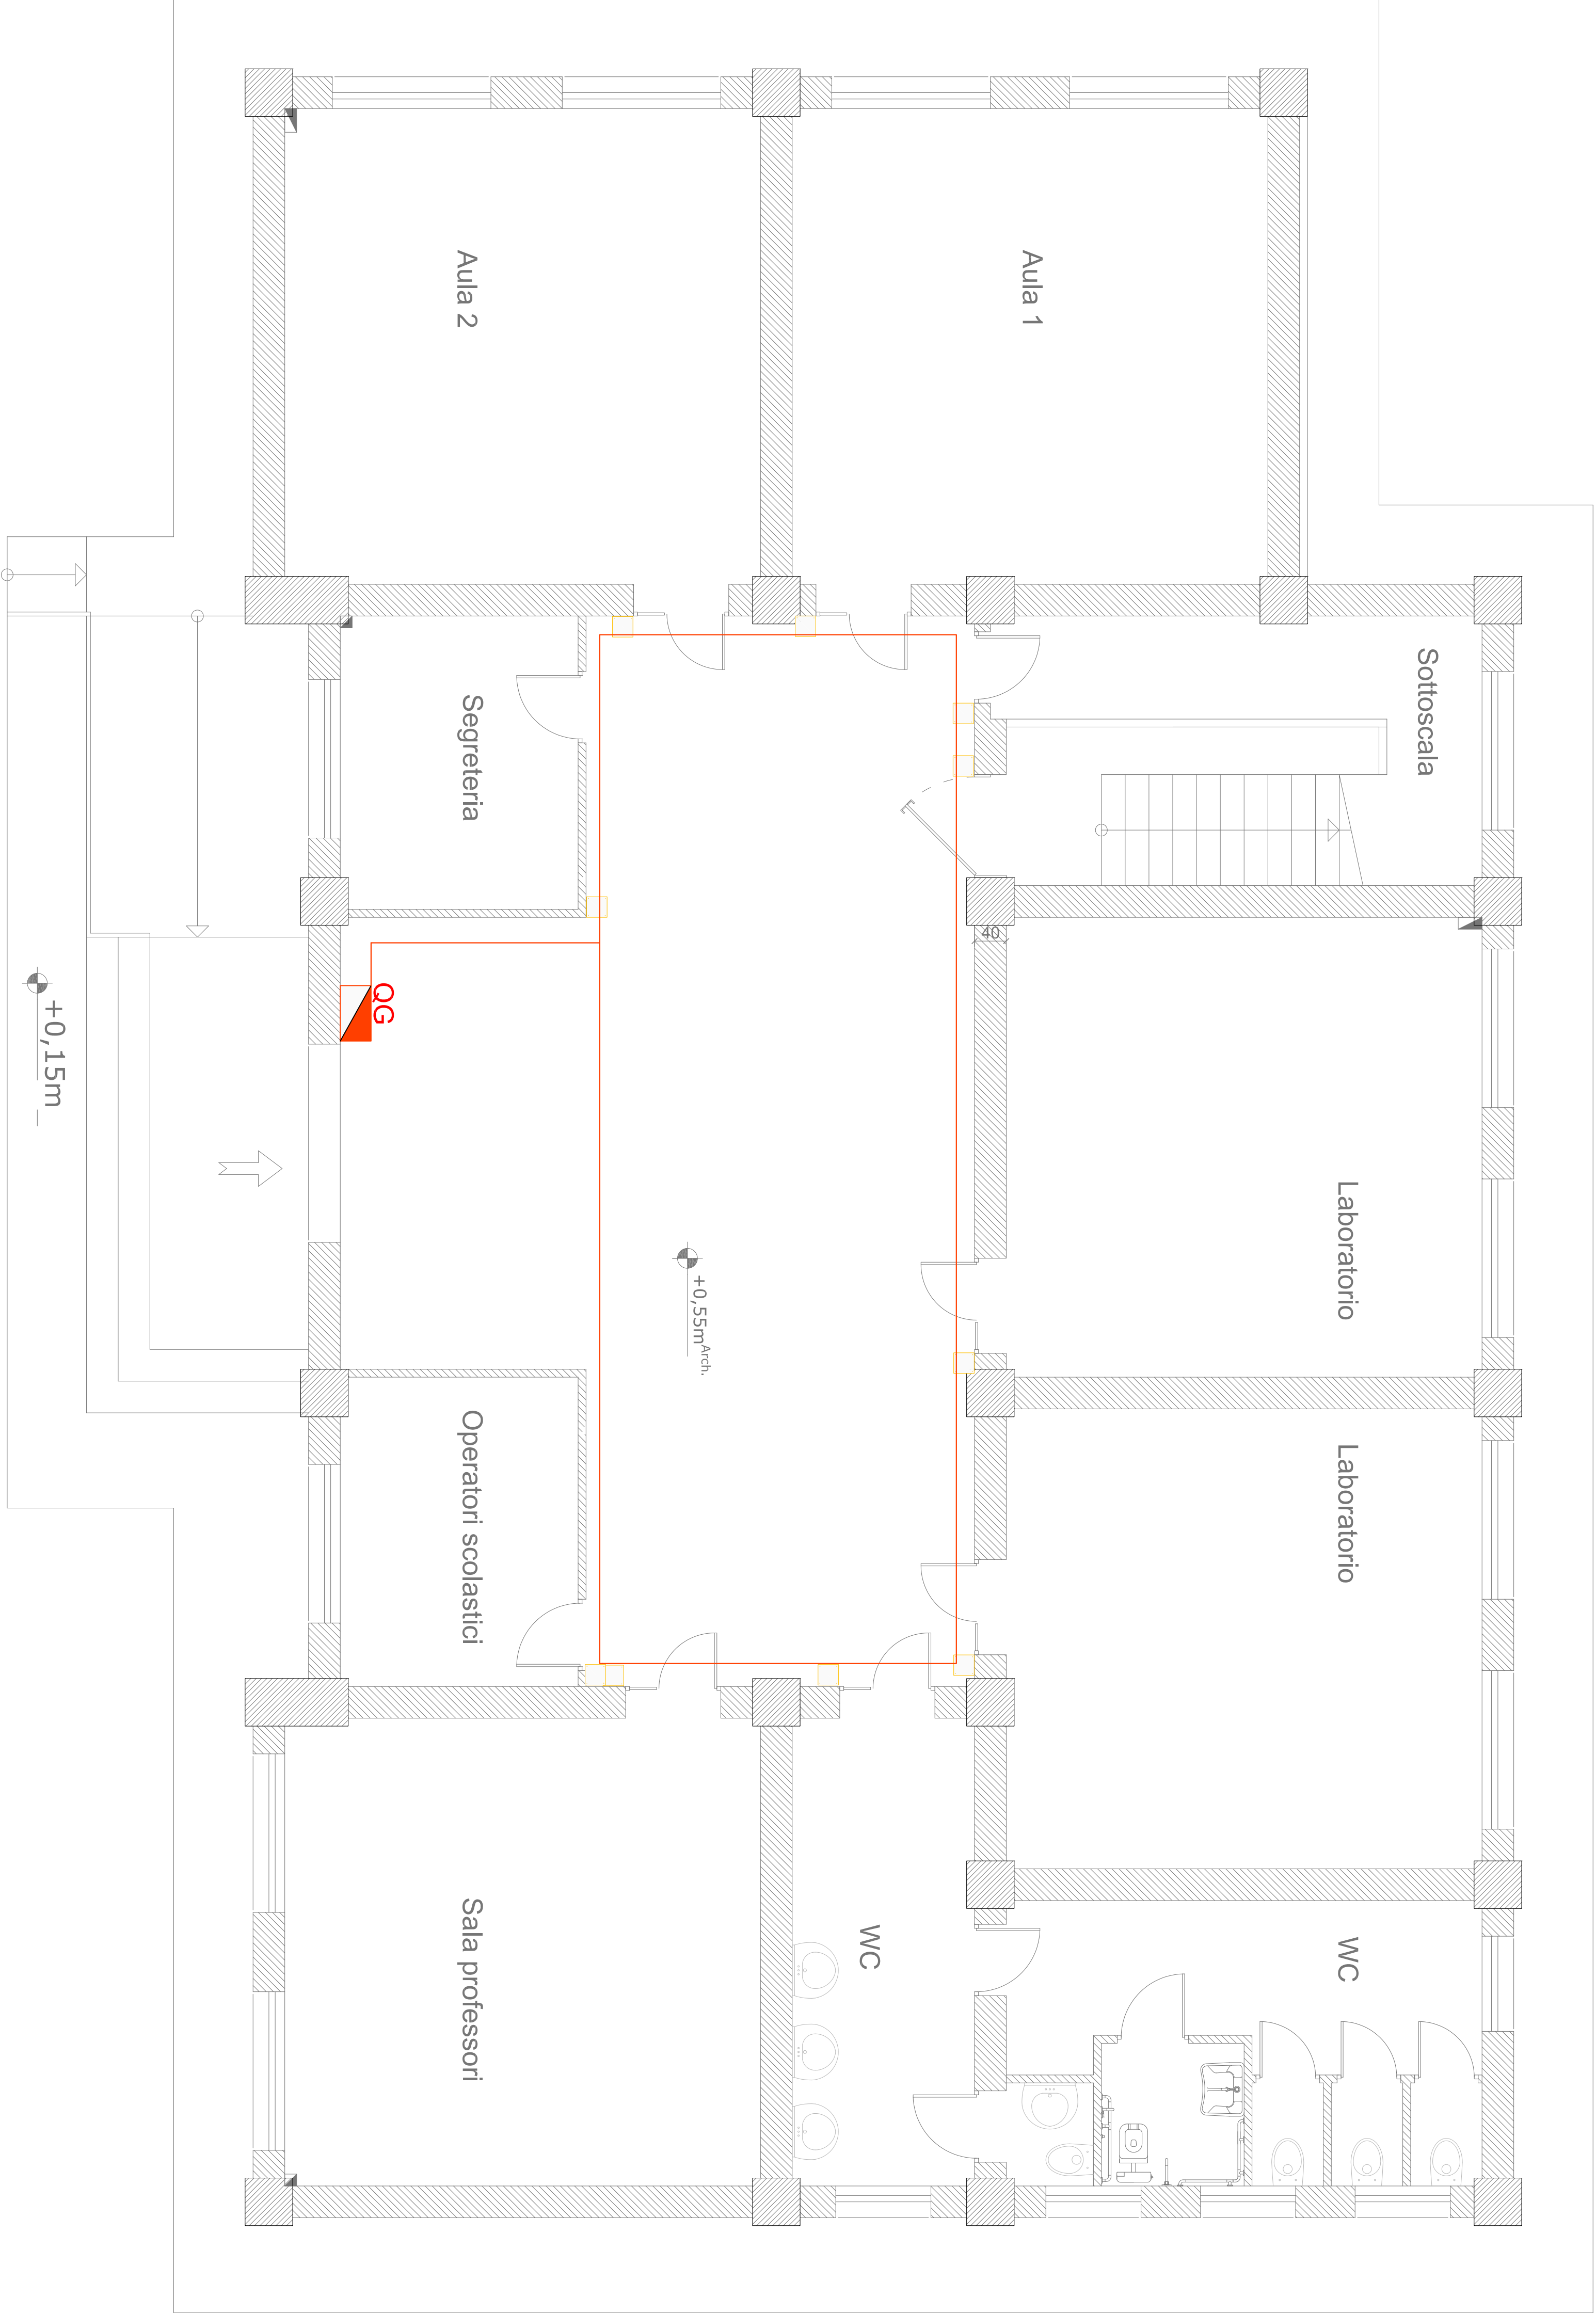 Aula 2
Aula 1
Sottoscala
Segreteria
40
QG
+0,15m
Laboratorio
+0,55m Arch.
Laboratorio
Operatori scolastici
Sala professori
WC
WC